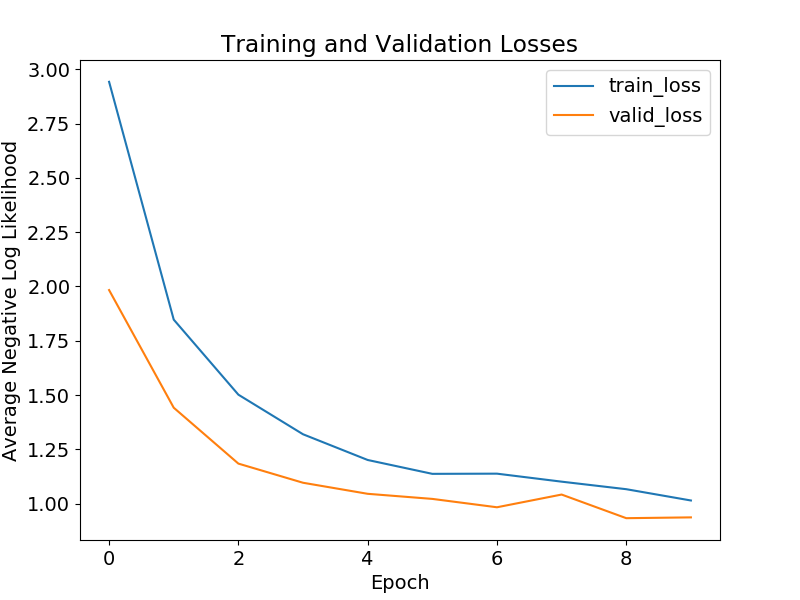 Training and Validation Losses
3.00
2.75
2.50
2.25
2.00
1.75
1.50
1.25
1.00
Average Negative Log Likelihood
train_loss
valid_loss
0 2 4 6 8
Epoch